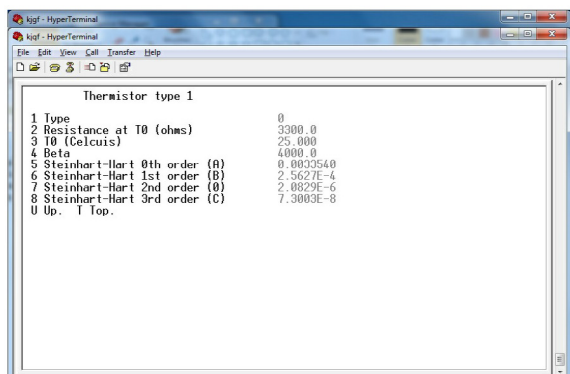 kjgf - HyperTerminal
kjgf - HyperTerminal
File Edit View Call Transfer Help
Thermistor type 1
1 Type 0
2 Resistance at T0 (ohms) 3300.0
3 T0 (Celcuis) 25.000
4 Beta 4000.0
5 Steinhart-Hart 0th order (A) 0.0033540
6 Steinhart-Hart 1st order (B) 2.5627E-4
7 Steinhart-Hart 2nd order (0) 2.0829E-6
8 Steinhart-Hart 3rd order (C) 7.3003E-8
U Up. T Top.